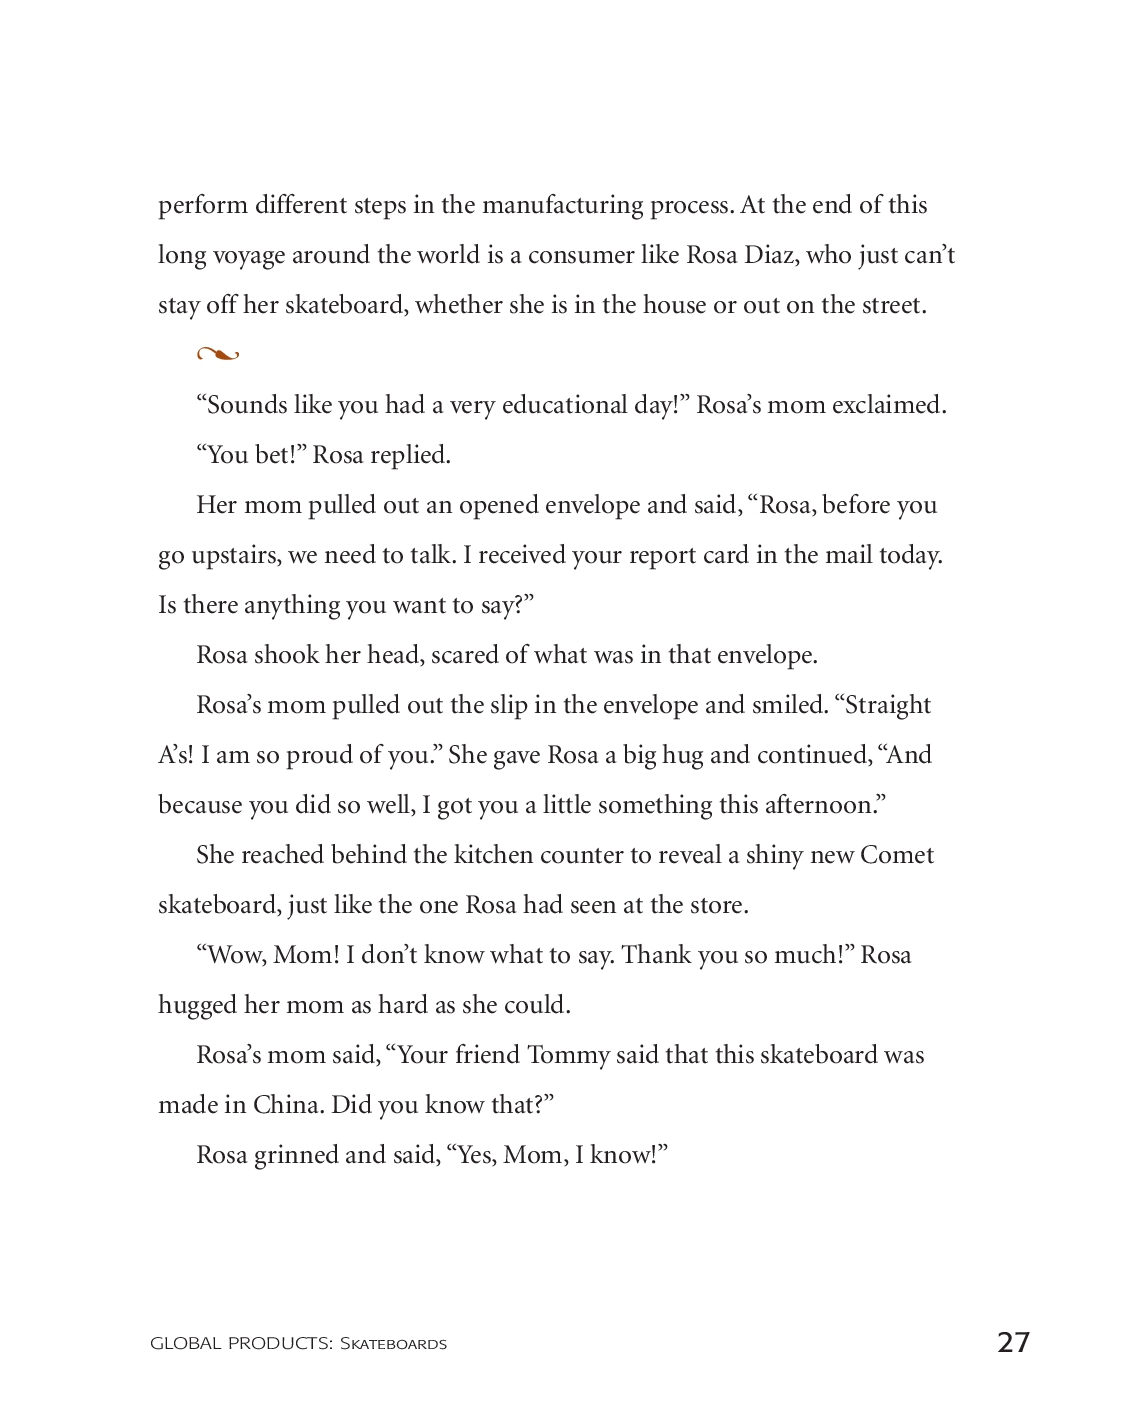 perform different steps in the manufacturing process. At the end of this
long voyage around the world is a consumer like Rosa Diaz, who just can’t
stay off her skateboard, whether she is in the house or out on the street.
“Sounds like you had a very educational day!” Rosa’s mom exclaimed.
“You bet!” Rosa replied.
Her mom pulled out an opened envelope and said, “Rosa, before you
go upstairs, we need to talk. I received your report card in the mail today.
Is there anything you want to say?”
Rosa shook her head, scared of what was in that envelope.
Rosa’s mom pulled out the slip in the envelope and smiled. “Straight
A’s! I am so proud of you.” She gave Rosa a big hug and continued, “And
because you did so well, I got you a little something this afternoon.”
She reached behind the kitchen counter to reveal a shiny new Comet
skateboard, just like the one Rosa had seen at the store.
“Wow, Mom! I don’t know what to say. Thank you so much!” Rosa
hugged her mom as hard as she could.
Rosa’s mom said, “Your friend Tommy said that this skateboard was
made in China. Did you know that?”
Rosa grinned and said, “Yes, Mom, I know!”
GLOBAL PRODUCTS: Skateboards 27